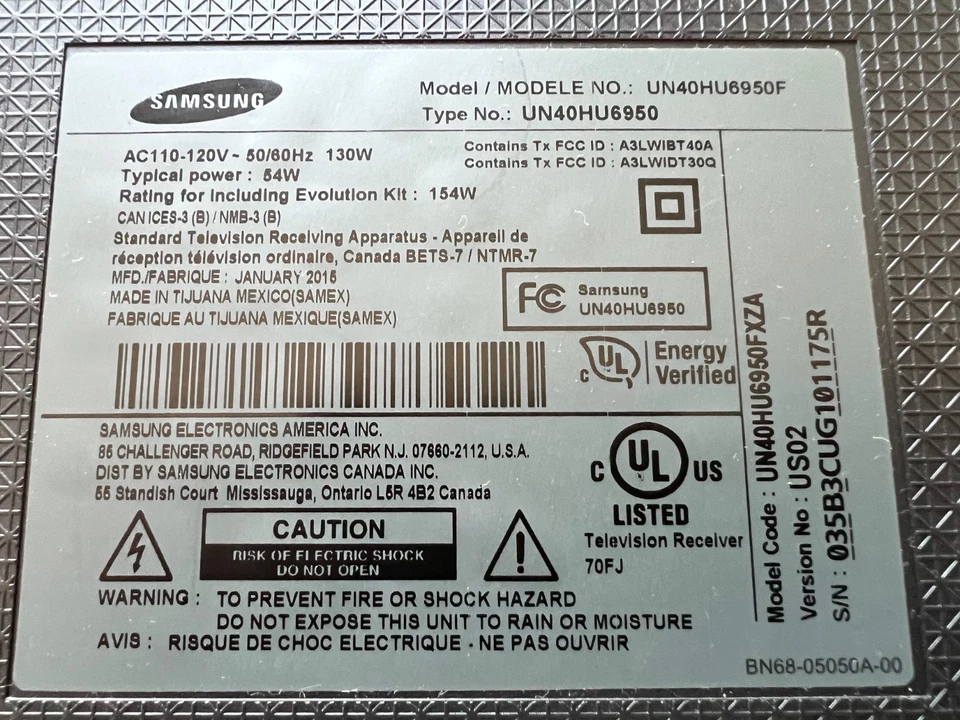 SAMSUNG
Model / MODELE NO.: UN40HU6950F
Type No.: UN40HU6950
AC110-120V~ 50/60Hz 130W
Typical power : 54W
Rating for Including Evolution Kit : 154W
CAN ICES-3 (B) / NMB-3 (B)
Standard Television Receiving Apparatus - Appareil de
réception télévision ordinaire, Canada BETS-7 / NTMR-7
MFD./FABRIQUE : JANUARY 2015
MADE IN TIJUANA MEXICO(SAMEX)
FABRIQUE AU TIJUANA MEXIQUE(SAMEX)
Contains Tx FCC ID : A3LWIBT40A
Contains Tx FCC ID : A3LWIDT30Q
FC Samsung
UN40HU6950
C UL Energy
Verified
SAMSUNG ELECTRONICS AMERICA INC.
85 CHALLENGER ROAD, RIDGEFIELD PARK N.J. 07660-2112, U.S.A.
DIST BY SAMSUNG ELECTRONICS CANADA INC.
55 Standish Court Mississauga, Ontario L5R 4B2 Canada
CAUTION
RISK OF ELECTRIC SHOCK
DO NOT OPEN
C UL US
LISTED
Television Receiver
70FJ
WARNING : TO PREVENT FIRE OR SHOCK HAZARD
DO NOT EXPOSE THIS UNIT TO RAIN OR MOISTURE
AVIS : RISQUE DE CHOC ELECTRIQUE - NE PAS OUVRIR
Model Code : UN40HU6950FXZA
Version No : US02
S/N : 035B3CUG101175R
BN68-05050A-00